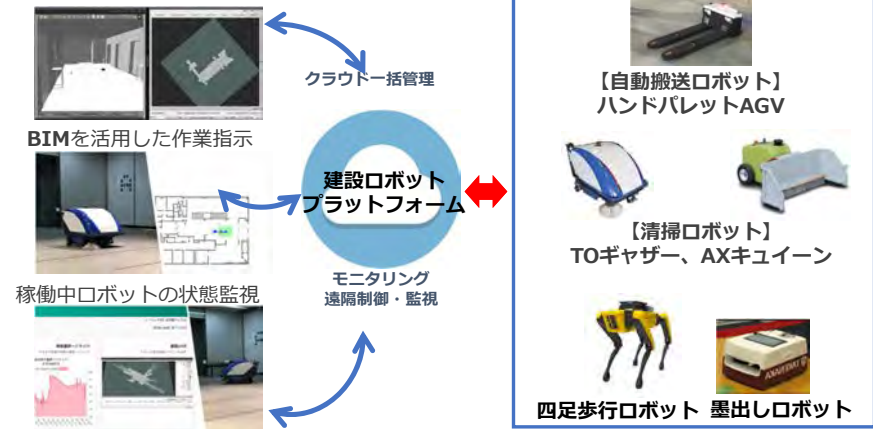 クラウド一括管理
BIMを活用した作業指示
建設ロボット
プラットフォーム
稼働中ロボットの状態監視
モニタリング
遠隔制御・監視
【自動搬送ロボット】
ハンドパレットAGV
【清掃ロボット】
TOギャザー、AXキュイーン
四足歩行ロボット
墨出しロボット